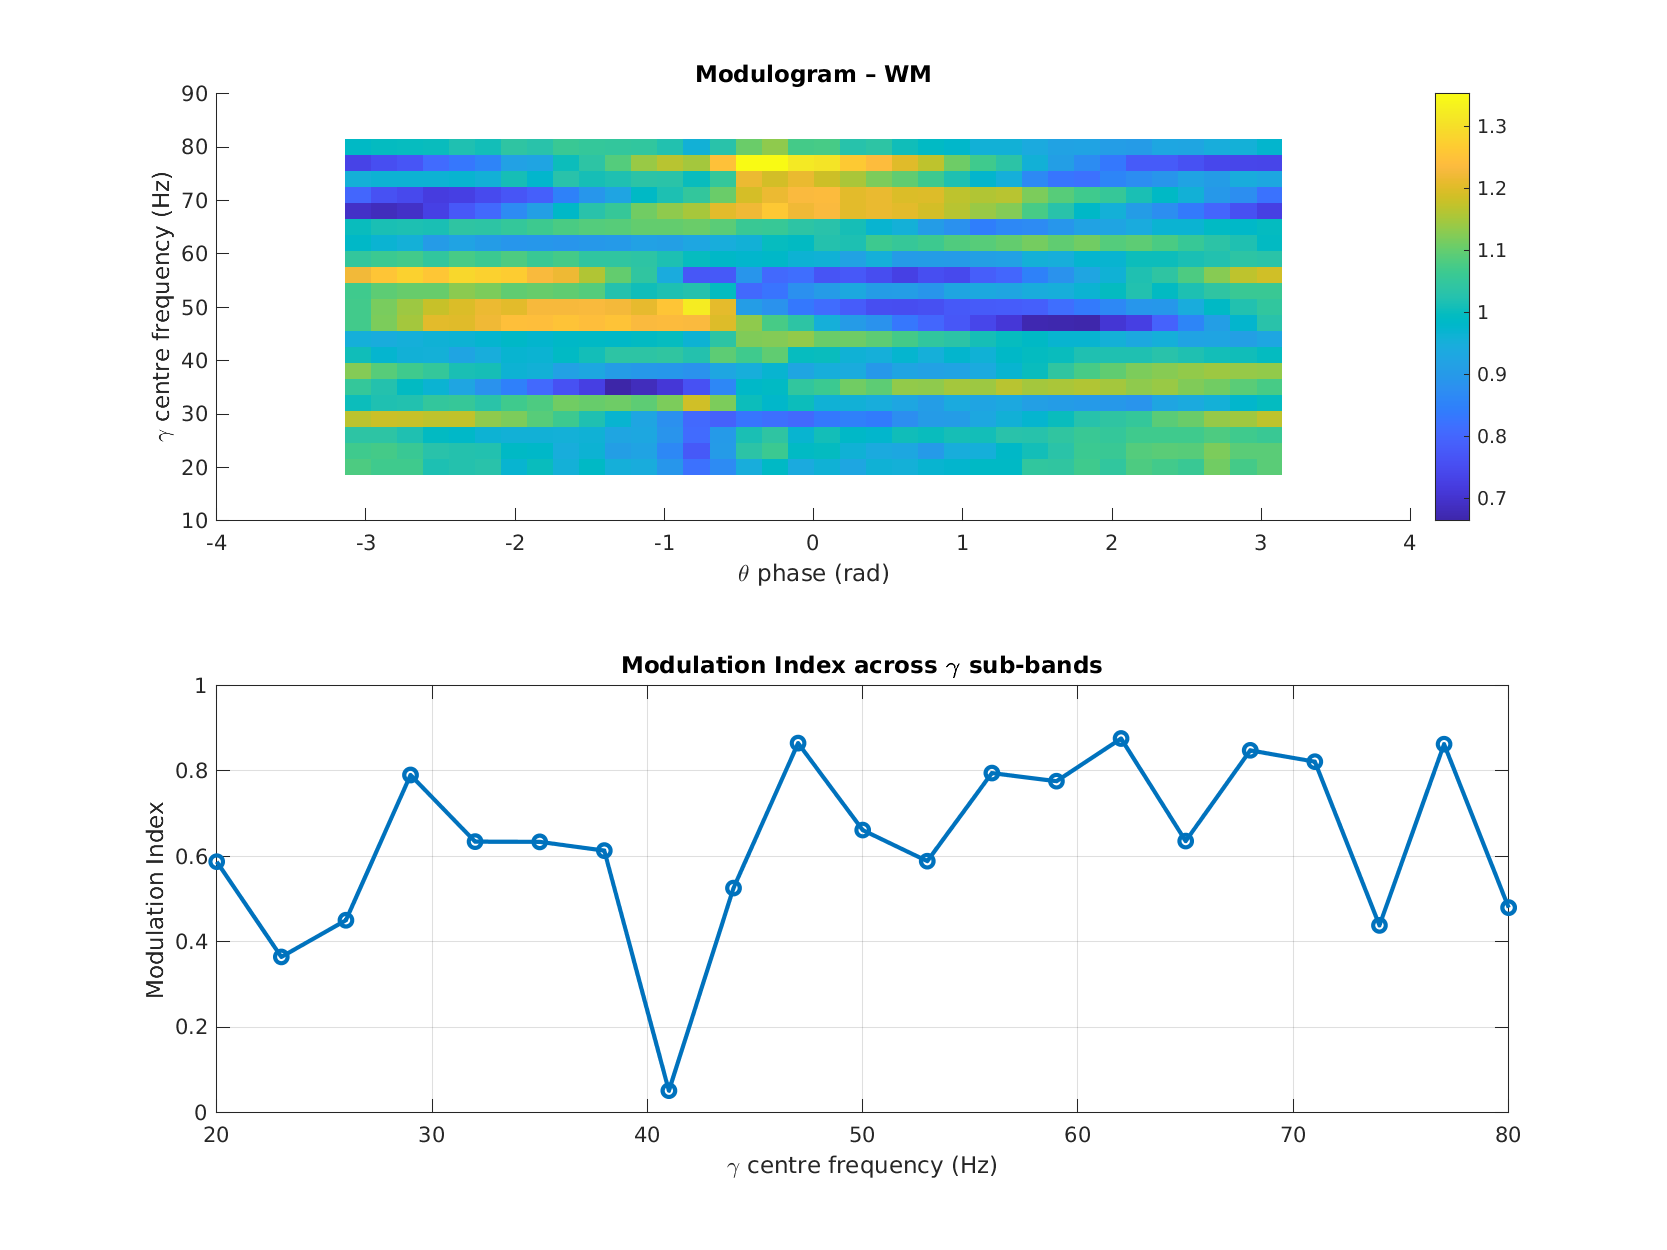 Modulogram – WM
γ centre frequency (Hz)
90
80
70
60
50
40
30
20
10
-4 -3 -2 -1 0 1 2 3 4
θ phase (rad)
1.3
1.2
1.1
1
0.9
0.8
0.7
Modulation Index across γ sub-bands
Modulation Index
1
0.8
0.6
0.4
0.2
0
20 30 40 50 60 70 80
γ centre frequency (Hz)